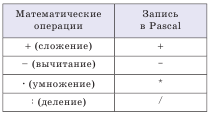 Математические операции
Запись в Pascal
+ (сложение) +
− (вычитание) −
· (умножение) *
: (деление) /